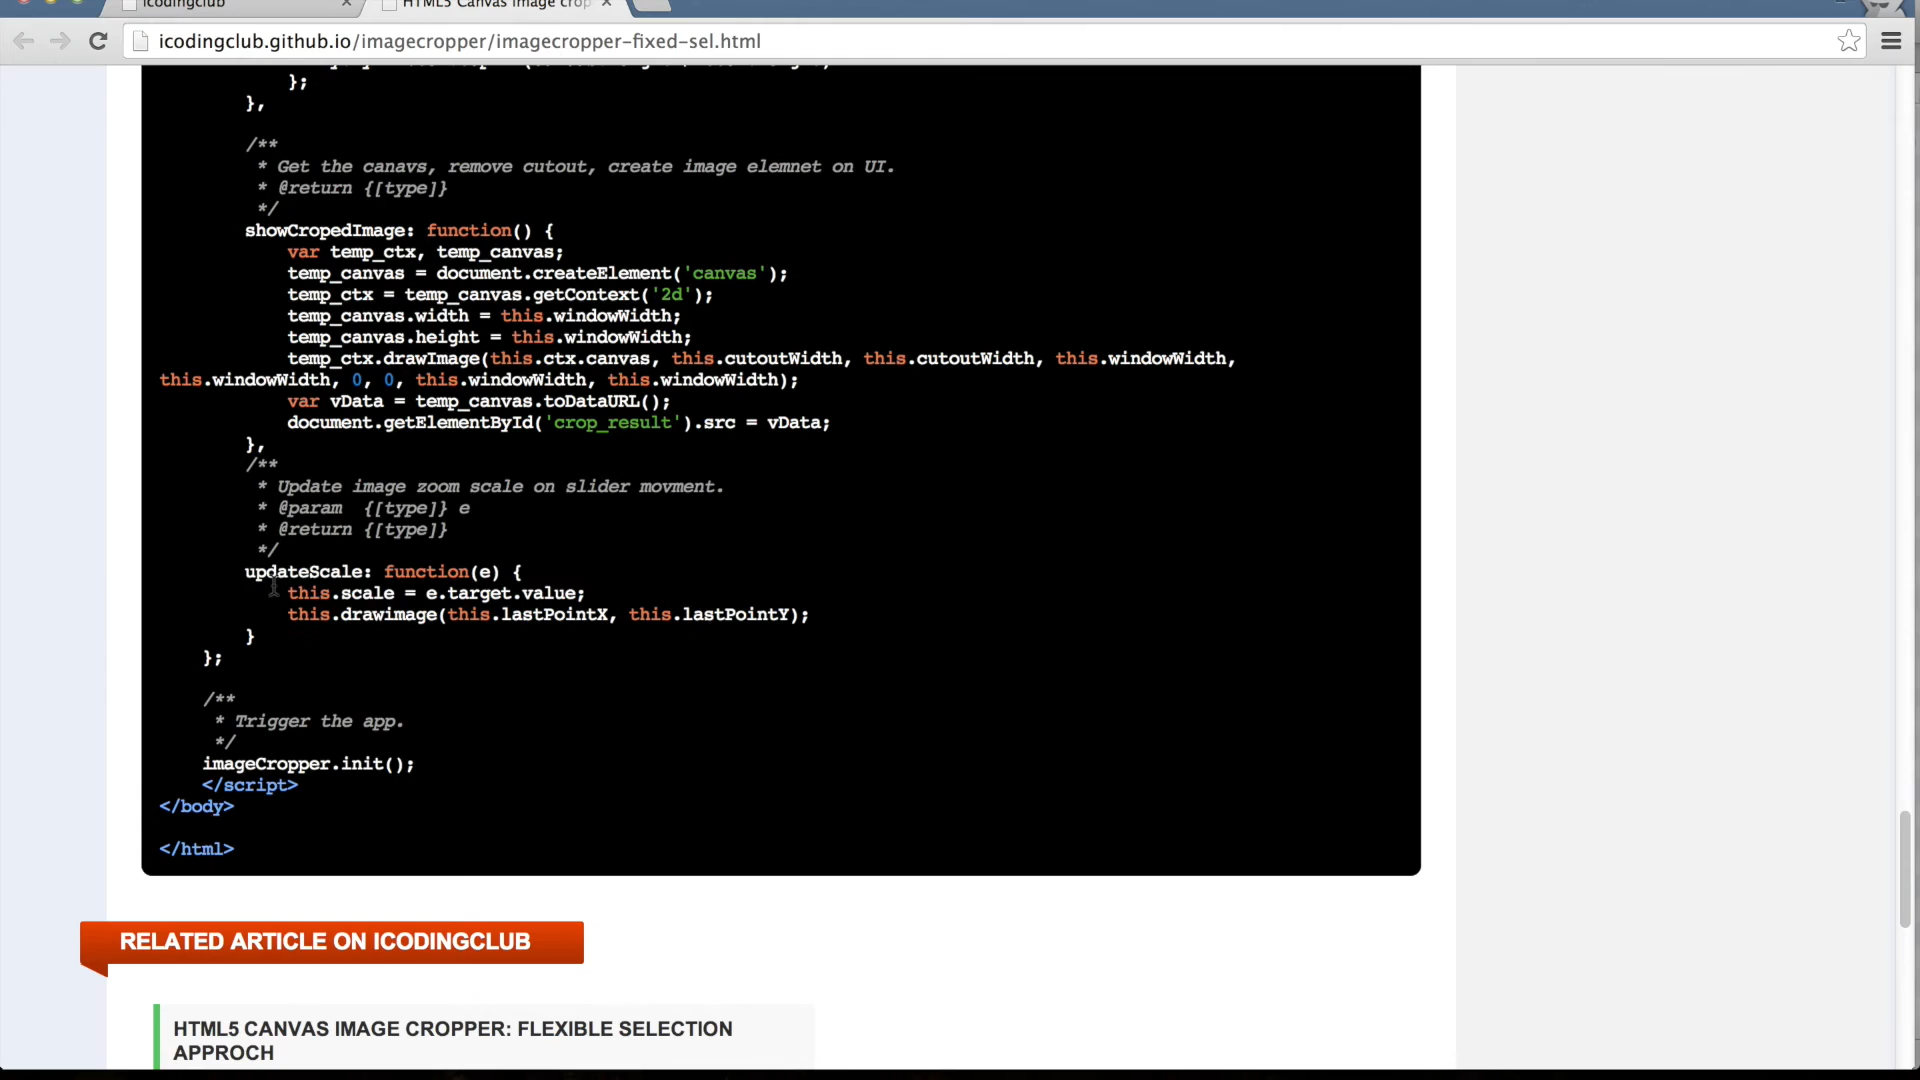 icodingclub
HTML5 Canvas image crop
icodingclub.github.io/imagecropper/imagecropper-fixed-sel.html
};
},
/**
* Get the canavs, remove cutout, create image elemnet on UI.
* @return {[type]}
*/
showCropedImage: function() {
var temp_ctx, temp_canvas;
temp_canvas = document.createElement('canvas');
temp_ctx = temp_canvas.getContext('2d');
temp_canvas.width = this.windowWidth;
temp_canvas.height = this.windowWidth;
temp_ctx.drawImage(this.ctx.canvas, this.cutoutWidth, this.cutoutWidth, this.windowWidth,
this.windowWidth, 0, 0, this.windowWidth, this.windowWidth);
var vData = temp_canvas.toDataURL();
document.getElementById('crop_result').src = vData;
},
/**
* Update image zoom scale on slider movment.
* @param  {[type]} e
* @return {[type]}
*/
updateScale: function(e) {
this.scale = e.target.value;
this.drawimage(this.lastPointX, this.lastPointY);
}
};
/**
* Trigger the app.
*/
imageCropper.init();
</script>
</body>
</html>
RELATED ARTICLE ON ICODINGCLUB
HTML5 CANVAS IMAGE CROPPER: FLEXIBLE SELECTION
APPROCH